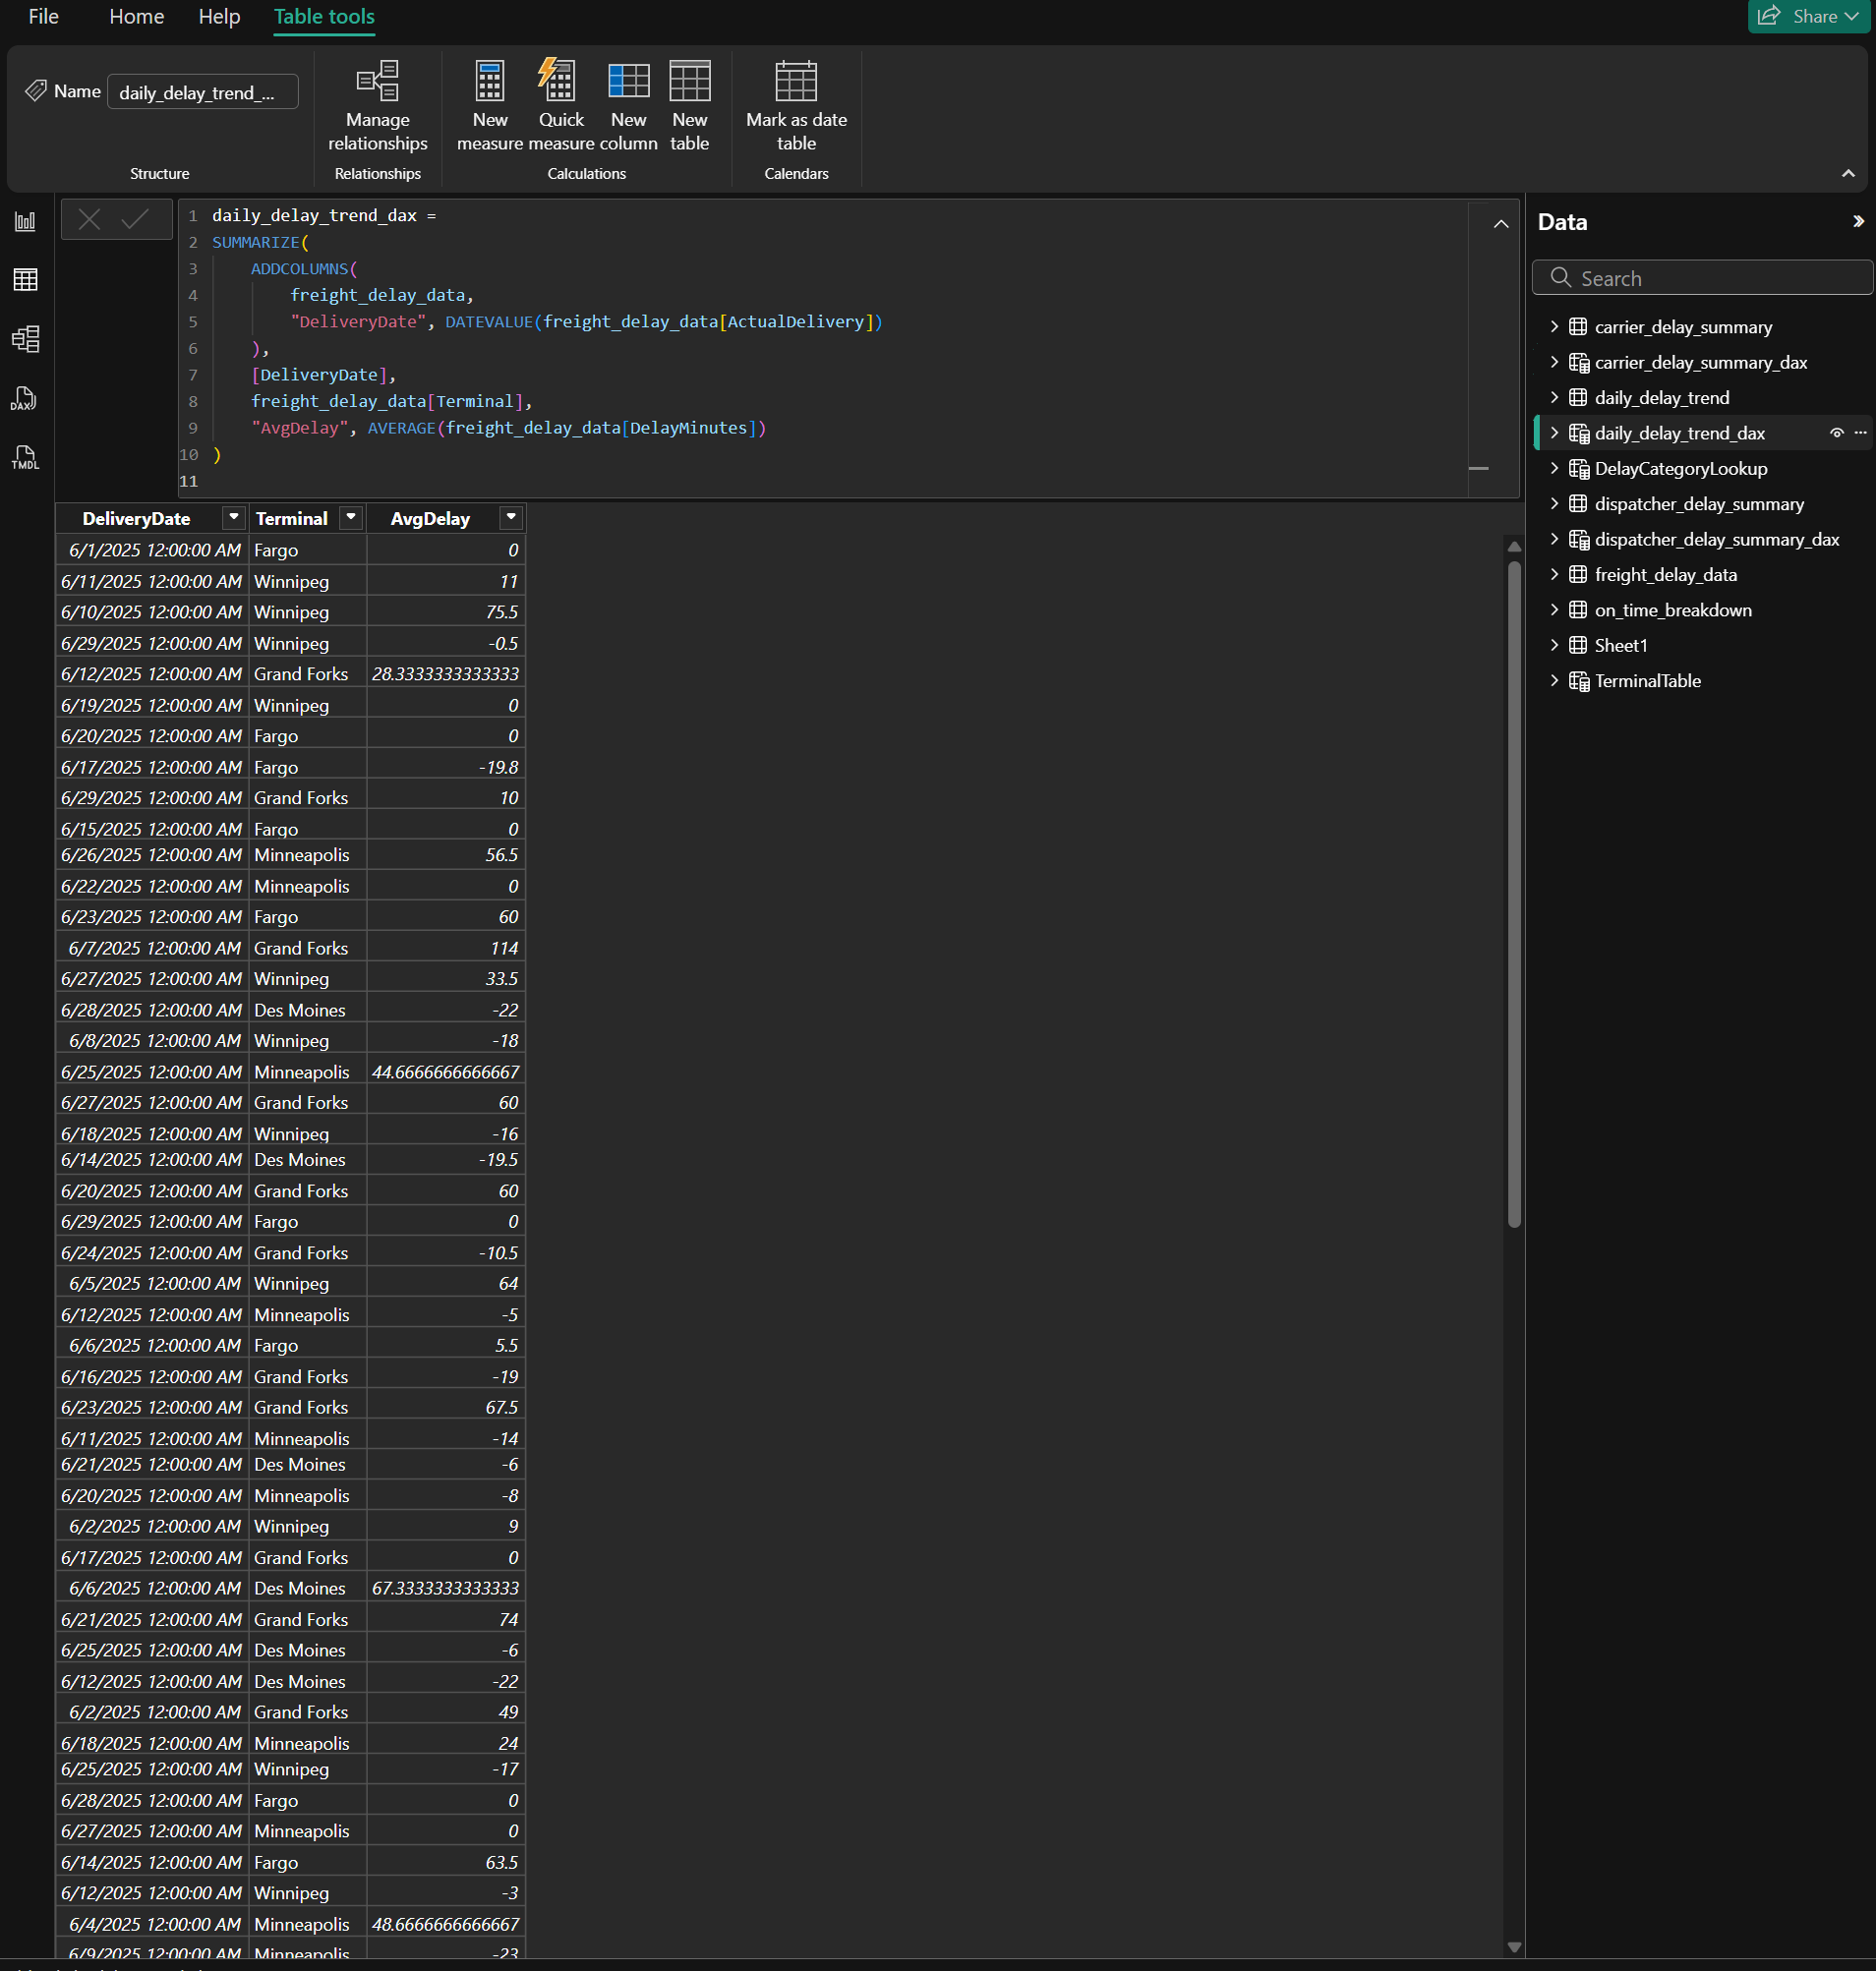 File Home Help Table tools Share
Name daily_delay_trend_...
Manage relationships
New measure
Quick measure
New column
New table
Mark as date table
Structure Relationships Calculations Calendars
1 daily_delay_trend_dax =
2 SUMMARIZE(
3 ADDCOLUMNS(
4 freight_delay_data,
5 "DeliveryDate", DATEVALUE(freight_delay_data[ActualDelivery])
6 ),
7 [DeliveryDate],
8 freight_delay_data[Terminal],
9 "AvgDelay", AVERAGE(freight_delay_data[DelayMinutes])
10 )
11
DAX
TMDL
DeliveryDate Terminal AvgDelay
6/1/2025 12:00:00 AM Fargo 0
6/11/2025 12:00:00 AM Winnipeg 11
6/10/2025 12:00:00 AM Winnipeg 75.5
6/29/2025 12:00:00 AM Winnipeg -0.5
6/12/2025 12:00:00 AM Grand Forks 28.3333333333333
6/19/2025 12:00:00 AM Winnipeg 0
6/20/2025 12:00:00 AM Fargo 0
6/17/2025 12:00:00 AM Fargo -19.8
6/29/2025 12:00:00 AM Grand Forks 10
6/15/2025 12:00:00 AM Fargo 0
6/26/2025 12:00:00 AM Minneapolis 56.5
6/22/2025 12:00:00 AM Minneapolis 0
6/23/2025 12:00:00 AM Fargo 60
6/7/2025 12:00:00 AM Grand Forks 114
6/27/2025 12:00:00 AM Winnipeg 33.5
6/28/2025 12:00:00 AM Des Moines -22
6/8/2025 12:00:00 AM Winnipeg -18
6/25/2025 12:00:00 AM Minneapolis 44.6666666666667
6/27/2025 12:00:00 AM Grand Forks 60
6/18/2025 12:00:00 AM Winnipeg -16
6/14/2025 12:00:00 AM Des Moines -19.5
6/20/2025 12:00:00 AM Grand Forks 60
6/29/2025 12:00:00 AM Fargo 0
6/24/2025 12:00:00 AM Grand Forks -10.5
6/5/2025 12:00:00 AM Winnipeg 64
6/12/2025 12:00:00 AM Minneapolis -5
6/6/2025 12:00:00 AM Fargo 5.5
6/16/2025 12:00:00 AM Grand Forks -19
6/23/2025 12:00:00 AM Grand Forks 67.5
6/11/2025 12:00:00 AM Minneapolis -14
6/21/2025 12:00:00 AM Des Moines -6
6/20/2025 12:00:00 AM Minneapolis -8
6/2/2025 12:00:00 AM Winnipeg 9
6/17/2025 12:00:00 AM Grand Forks 0
6/6/2025 12:00:00 AM Des Moines 67.3333333333333
6/21/2025 12:00:00 AM Grand Forks 74
6/25/2025 12:00:00 AM Des Moines -6
6/12/2025 12:00:00 AM Des Moines -22
6/2/2025 12:00:00 AM Grand Forks 49
6/18/2025 12:00:00 AM Minneapolis 24
6/25/2025 12:00:00 AM Winnipeg -17
6/28/2025 12:00:00 AM Fargo 0
6/27/2025 12:00:00 AM Minneapolis 0
6/14/2025 12:00:00 AM Fargo 63.5
6/12/2025 12:00:00 AM Winnipeg -3
6/4/2025 12:00:00 AM Minneapolis 48.6666666666667
6/9/2025 12:00:00 AM Minneapolis -23
Data
Search
carrier_delay_summary
carrier_delay_summary_dax
daily_delay_trend
daily_delay_trend_dax
DelayCategoryLookup
dispatcher_delay_summary
dispatcher_delay_summary_dax
freight_delay_data
on_time_breakdown
Sheet1
TerminalTable